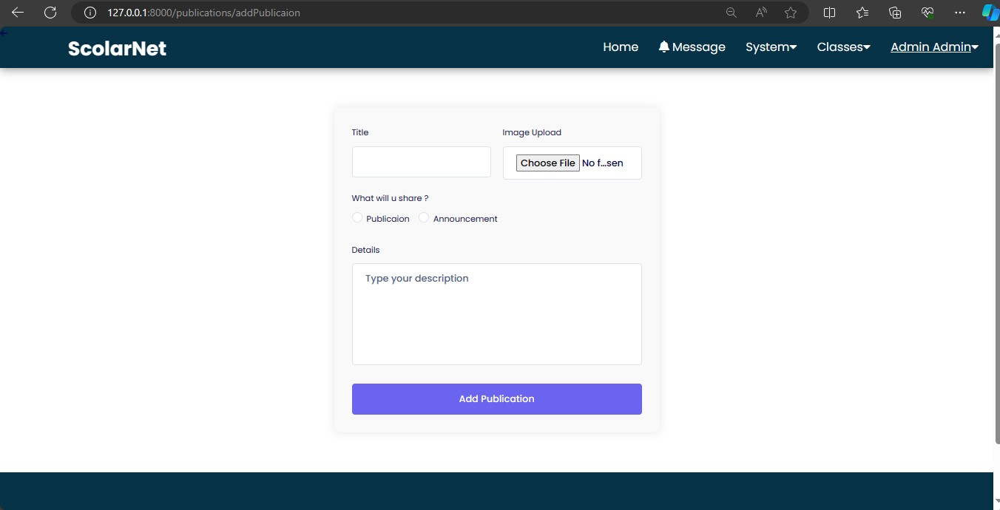 127.0.0.1:8000/publications/addPublicaion
ScolarNet Home Message System Classes Admin Admin
Title Image Upload
Choose File No f...sen
What will u share ?
Publicaion Announcement
Details
Type your description
Add Publication